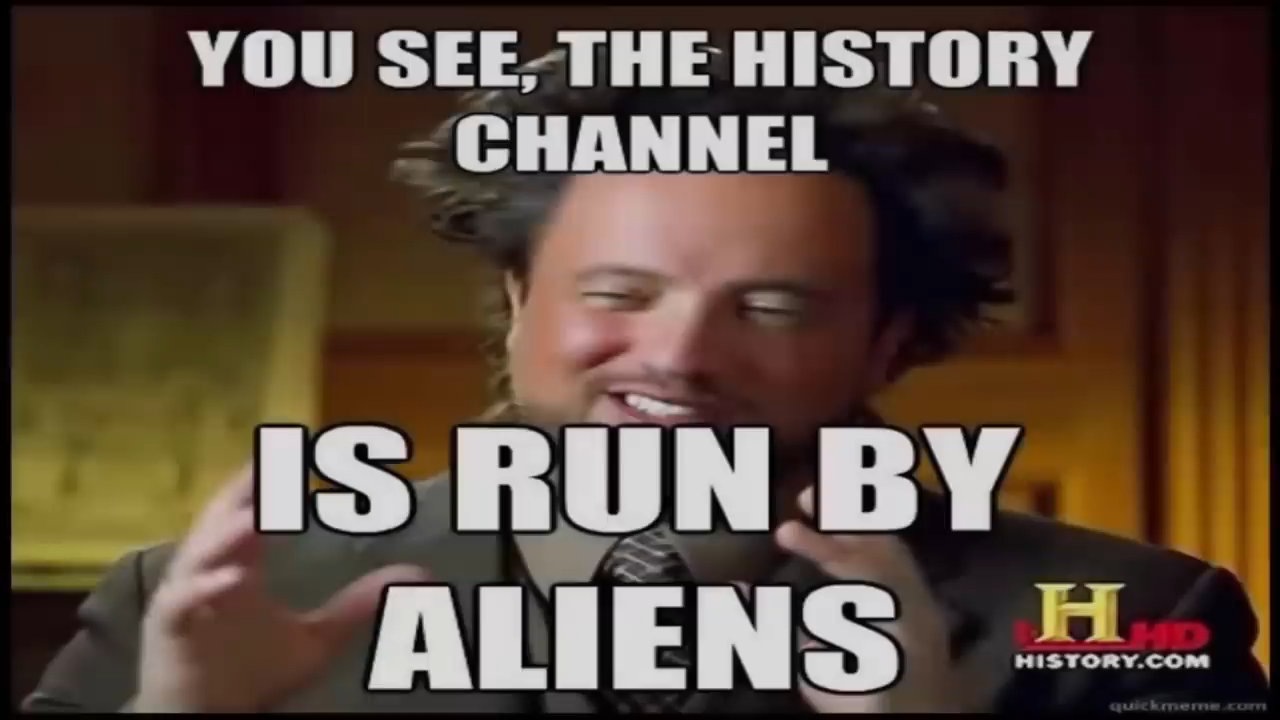 YOU SEE, THE HISTORY
CHANNEL
IS RUN BY
ALIENS
H HD
HISTORY.COM
quickmeme.com